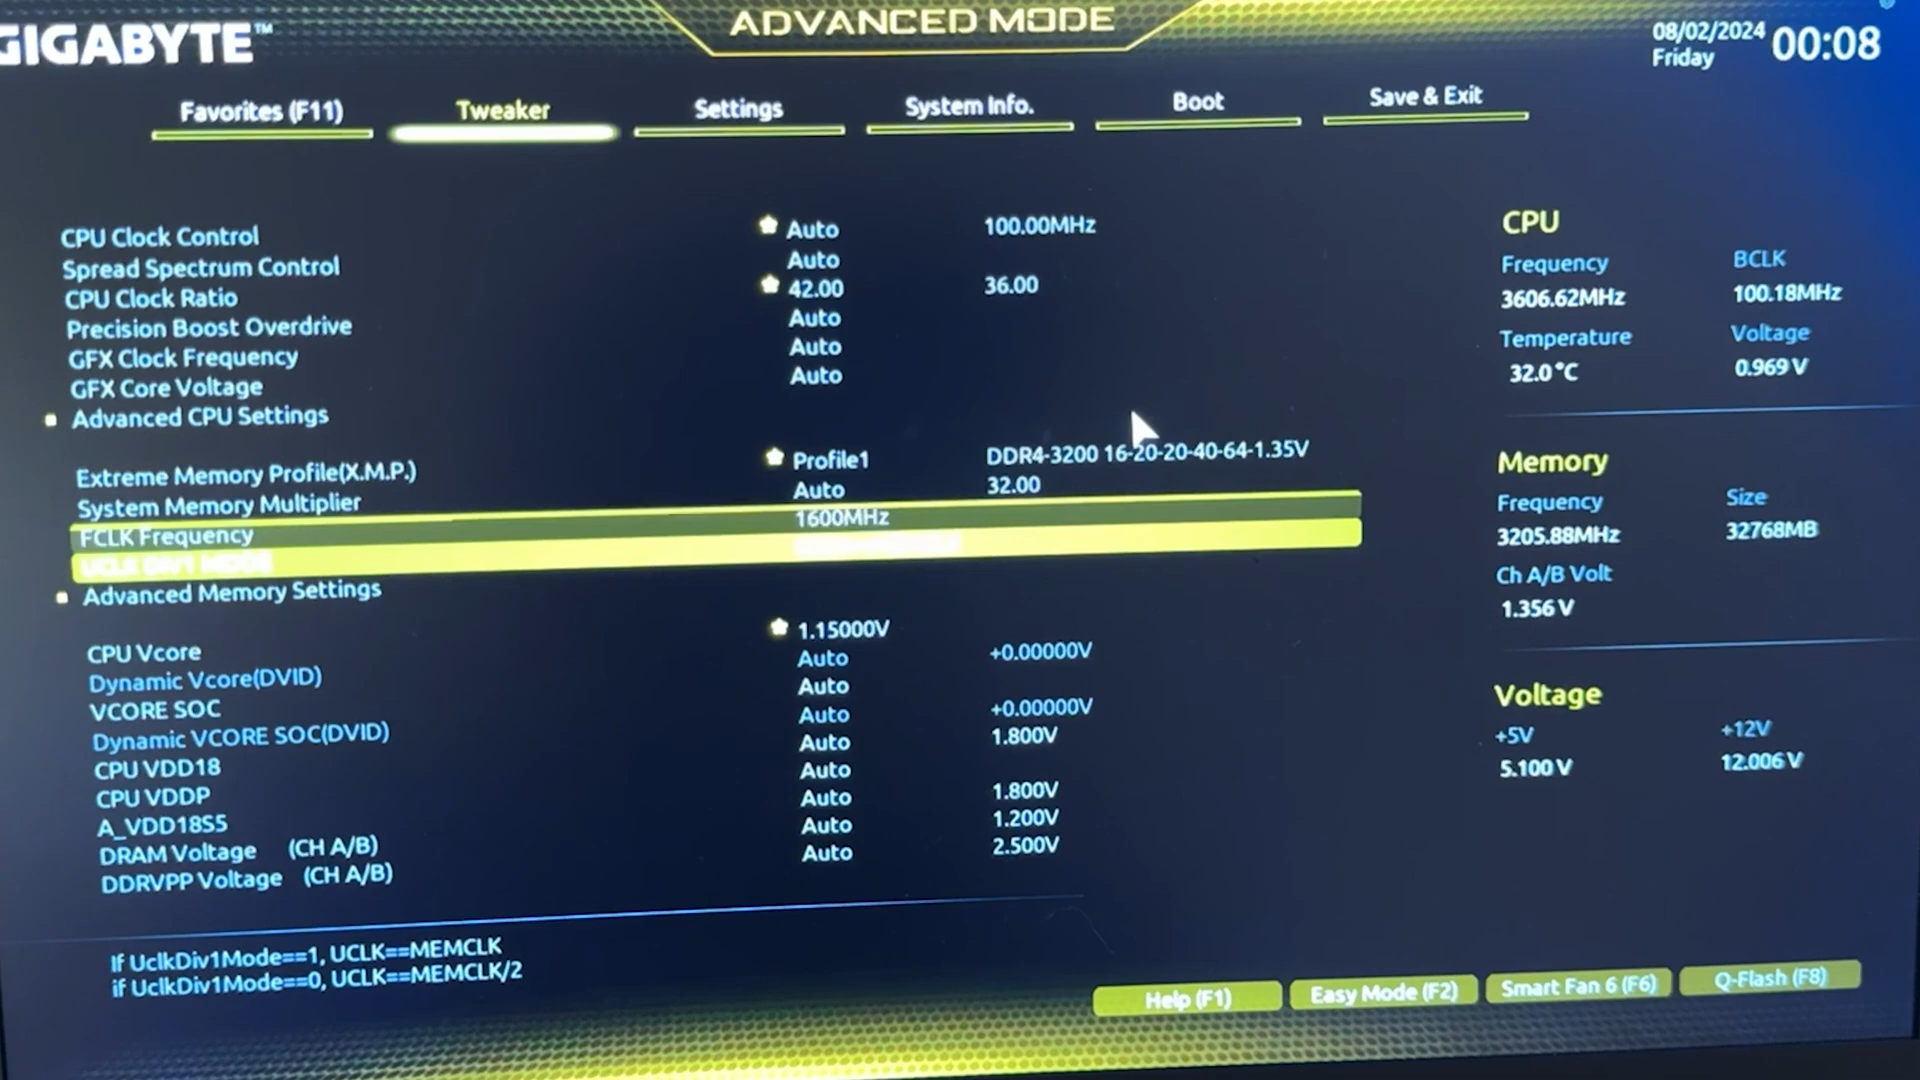 GIGABYTE™
ADVANCED MODE
08/02/2024
Friday
00:08
Favorites (F11) Tweaker Settings System Info. Boot Save & Exit
CPU Clock Control Auto 100.00MHz
Spread Spectrum Control Auto
CPU Clock Ratio 42.00 36.00
Precision Boost Overdrive Auto
GFX Clock Frequency Auto
GFX Core Voltage Auto
Advanced CPU Settings
Extreme Memory Profile(X.M.P.) Profile1 DDR4-3200 16-20-20-40-64-1.35V
System Memory Multiplier Auto 32.00
FCLK Frequency 1600MHz
UCLK DIV1 MODE
Advanced Memory Settings
CPU Vcore 1.15000V
Dynamic Vcore(DVID) Auto +0.00000V
VCORE SOC Auto
Dynamic VCORE SOC(DVID) Auto +0.00000V
CPU VDD18 Auto 1.800V
CPU VDDP Auto
A_VDD18S5 Auto 1.800V
DRAM Voltage (CH A/B) Auto 1.200V
DDRVPP Voltage (CH A/B) Auto 2.500V
CPU
Frequency BCLK
3606.62MHz 100.18MHz
Temperature Voltage
32.0 °C 0.969 V
Memory
Frequency Size
3205.88MHz 32768MB
Ch A/B Volt
1.356 V
Voltage
+5V +12V
5.100 V 12.006 V
If UclkDiv1Mode==1, UCLK==MEMCLK
if UclkDiv1Mode==0, UCLK==MEMCLK/2
Help (F1) Easy Mode (F2) Smart Fan 6 (F6) Q-Flash (F8)